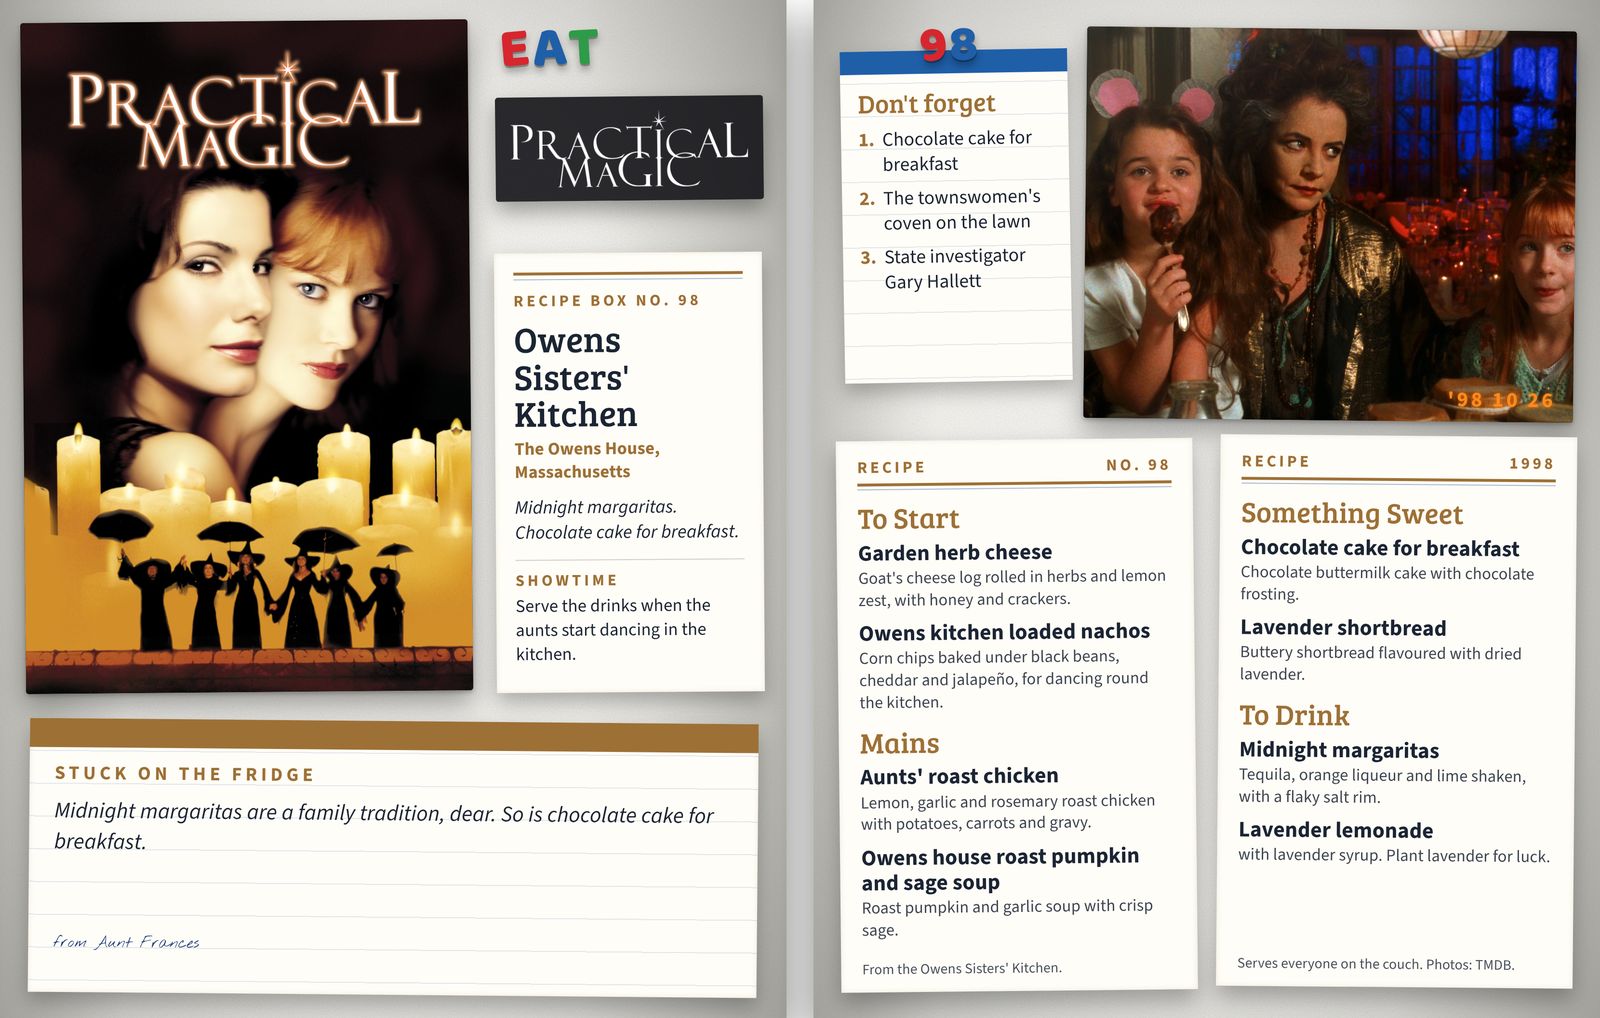 PRACTICAL
MAGIC
EAT
PRACTICAL
MAGIC
RECIPE BOX NO. 98
Owens
Sisters'
Kitchen
The Owens House,
Massachusetts
Midnight margaritas.
Chocolate cake for breakfast.
SHOWTIME
Serve the drinks when the
aunts start dancing in the
kitchen.
STUCK ON THE FRIDGE
Midnight margaritas are a family tradition, dear. So is chocolate cake for
breakfast.
from Aunt Frances
98
Don't forget
1. Chocolate cake for
breakfast
2. The townswomen's
coven on the lawn
3. State investigator
Gary Hallett
'98 10 26
RECIPE NO. 98
To Start
Garden herb cheese
Goat's cheese log rolled in herbs and lemon
zest, with honey and crackers.
Owens kitchen loaded nachos
Corn chips baked under black beans,
cheddar and jalapeño, for dancing round
the kitchen.
Mains
Aunts' roast chicken
Lemon, garlic and rosemary roast chicken
with potatoes, carrots and gravy.
Owens house roast pumpkin
and sage soup
Roast pumpkin and garlic soup with crisp
sage.
From the Owens Sisters' Kitchen.
RECIPE 1998
Something Sweet
Chocolate cake for breakfast
Chocolate buttermilk cake with chocolate
frosting.
Lavender shortbread
Buttery shortbread flavoured with dried
lavender.
To Drink
Midnight margaritas
Tequila, orange liqueur and lime shaken,
with a flaky salt rim.
Lavender lemonade
with lavender syrup. Plant lavender for luck.
Serves everyone on the couch. Photos: TMDB.